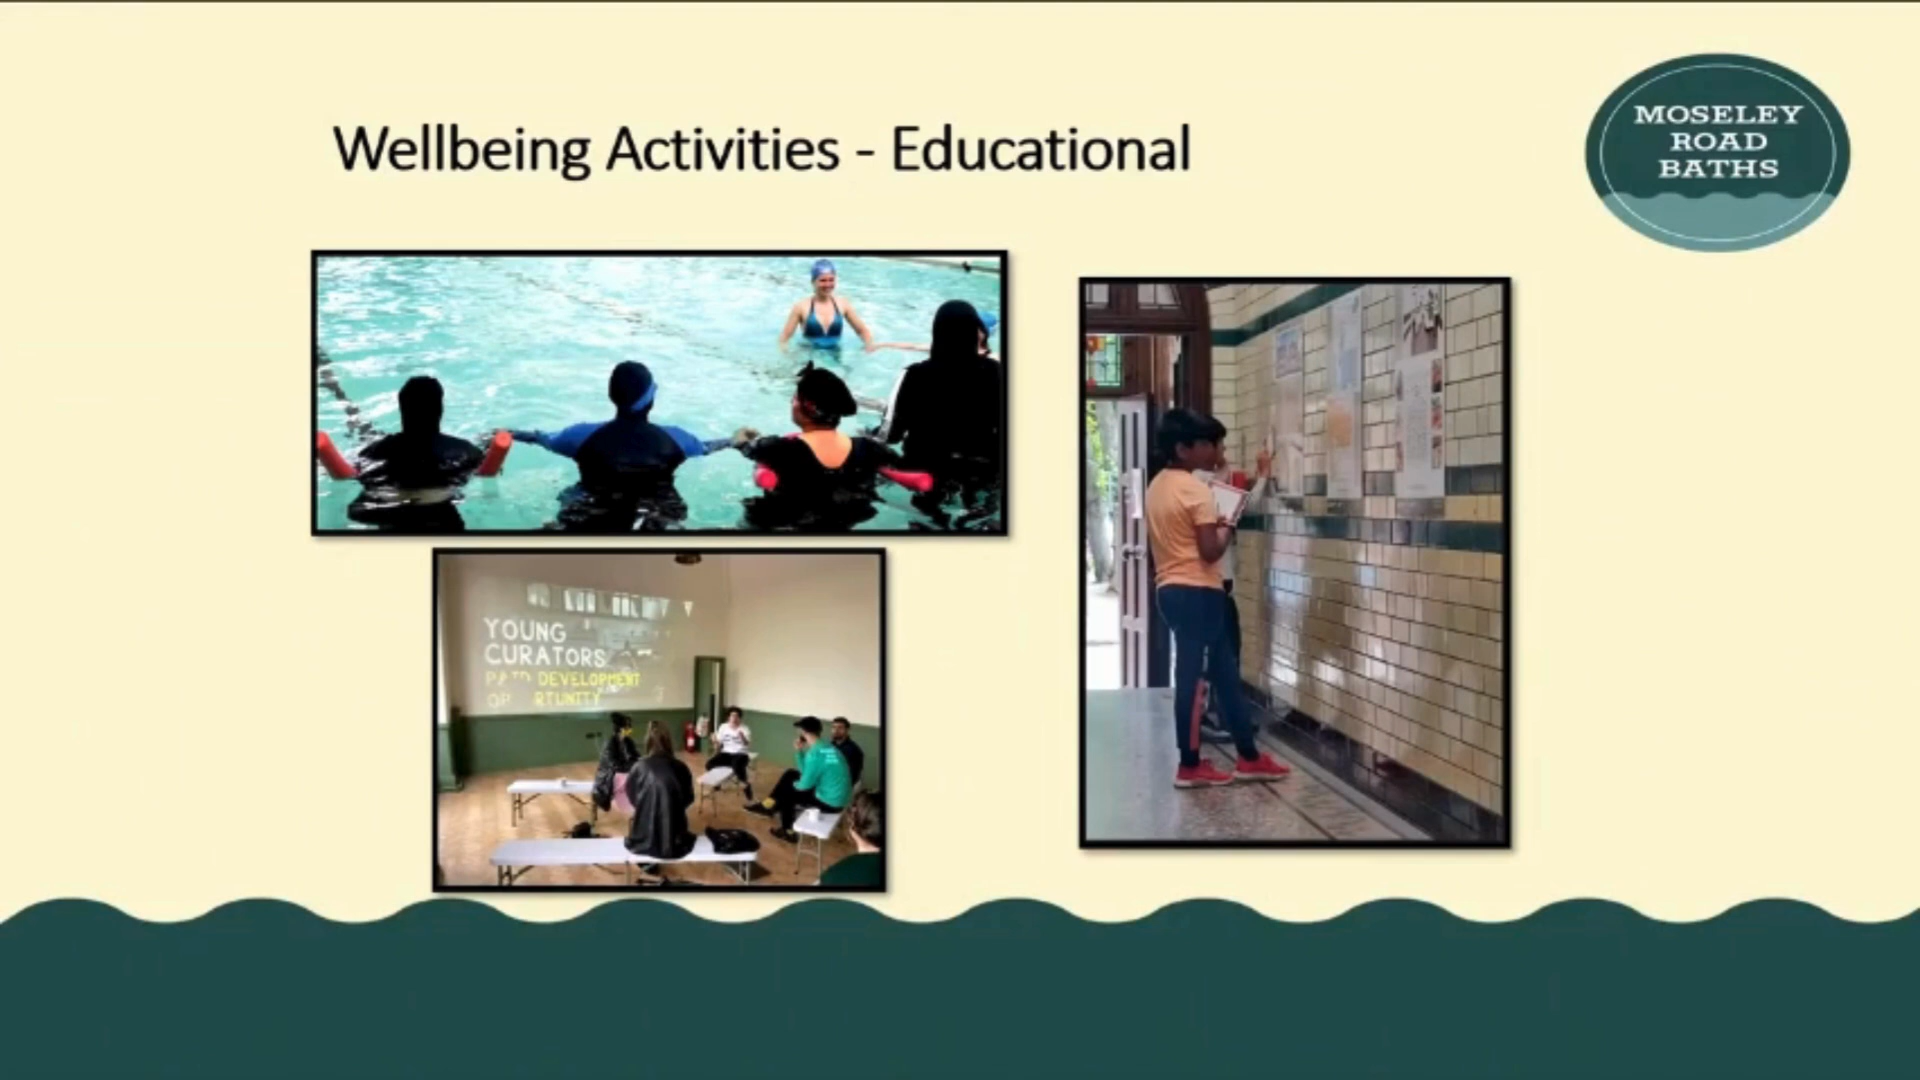 Wellbeing Activities - Educational
MOSELEY
ROAD
BATHS
YOUNG
CURATORS
DEVELOPMENT